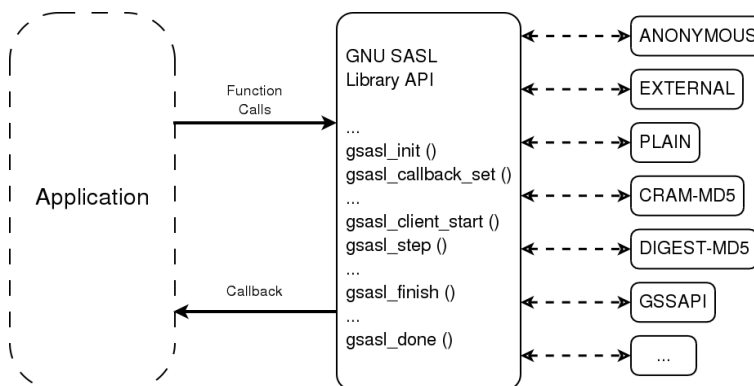 Application
Function
Calls
Callback
GNU SASL
Library API
...
gsasl_init ()
gsasl_callback_set ()
...
gsasl_client_start ()
gsasl_step ()
...
gsasl_finish ()
...
gsasl_done ()
ANONYMOUS
EXTERNAL
PLAIN
CRAM-MD5
DIGEST-MD5
GSSAPI
...